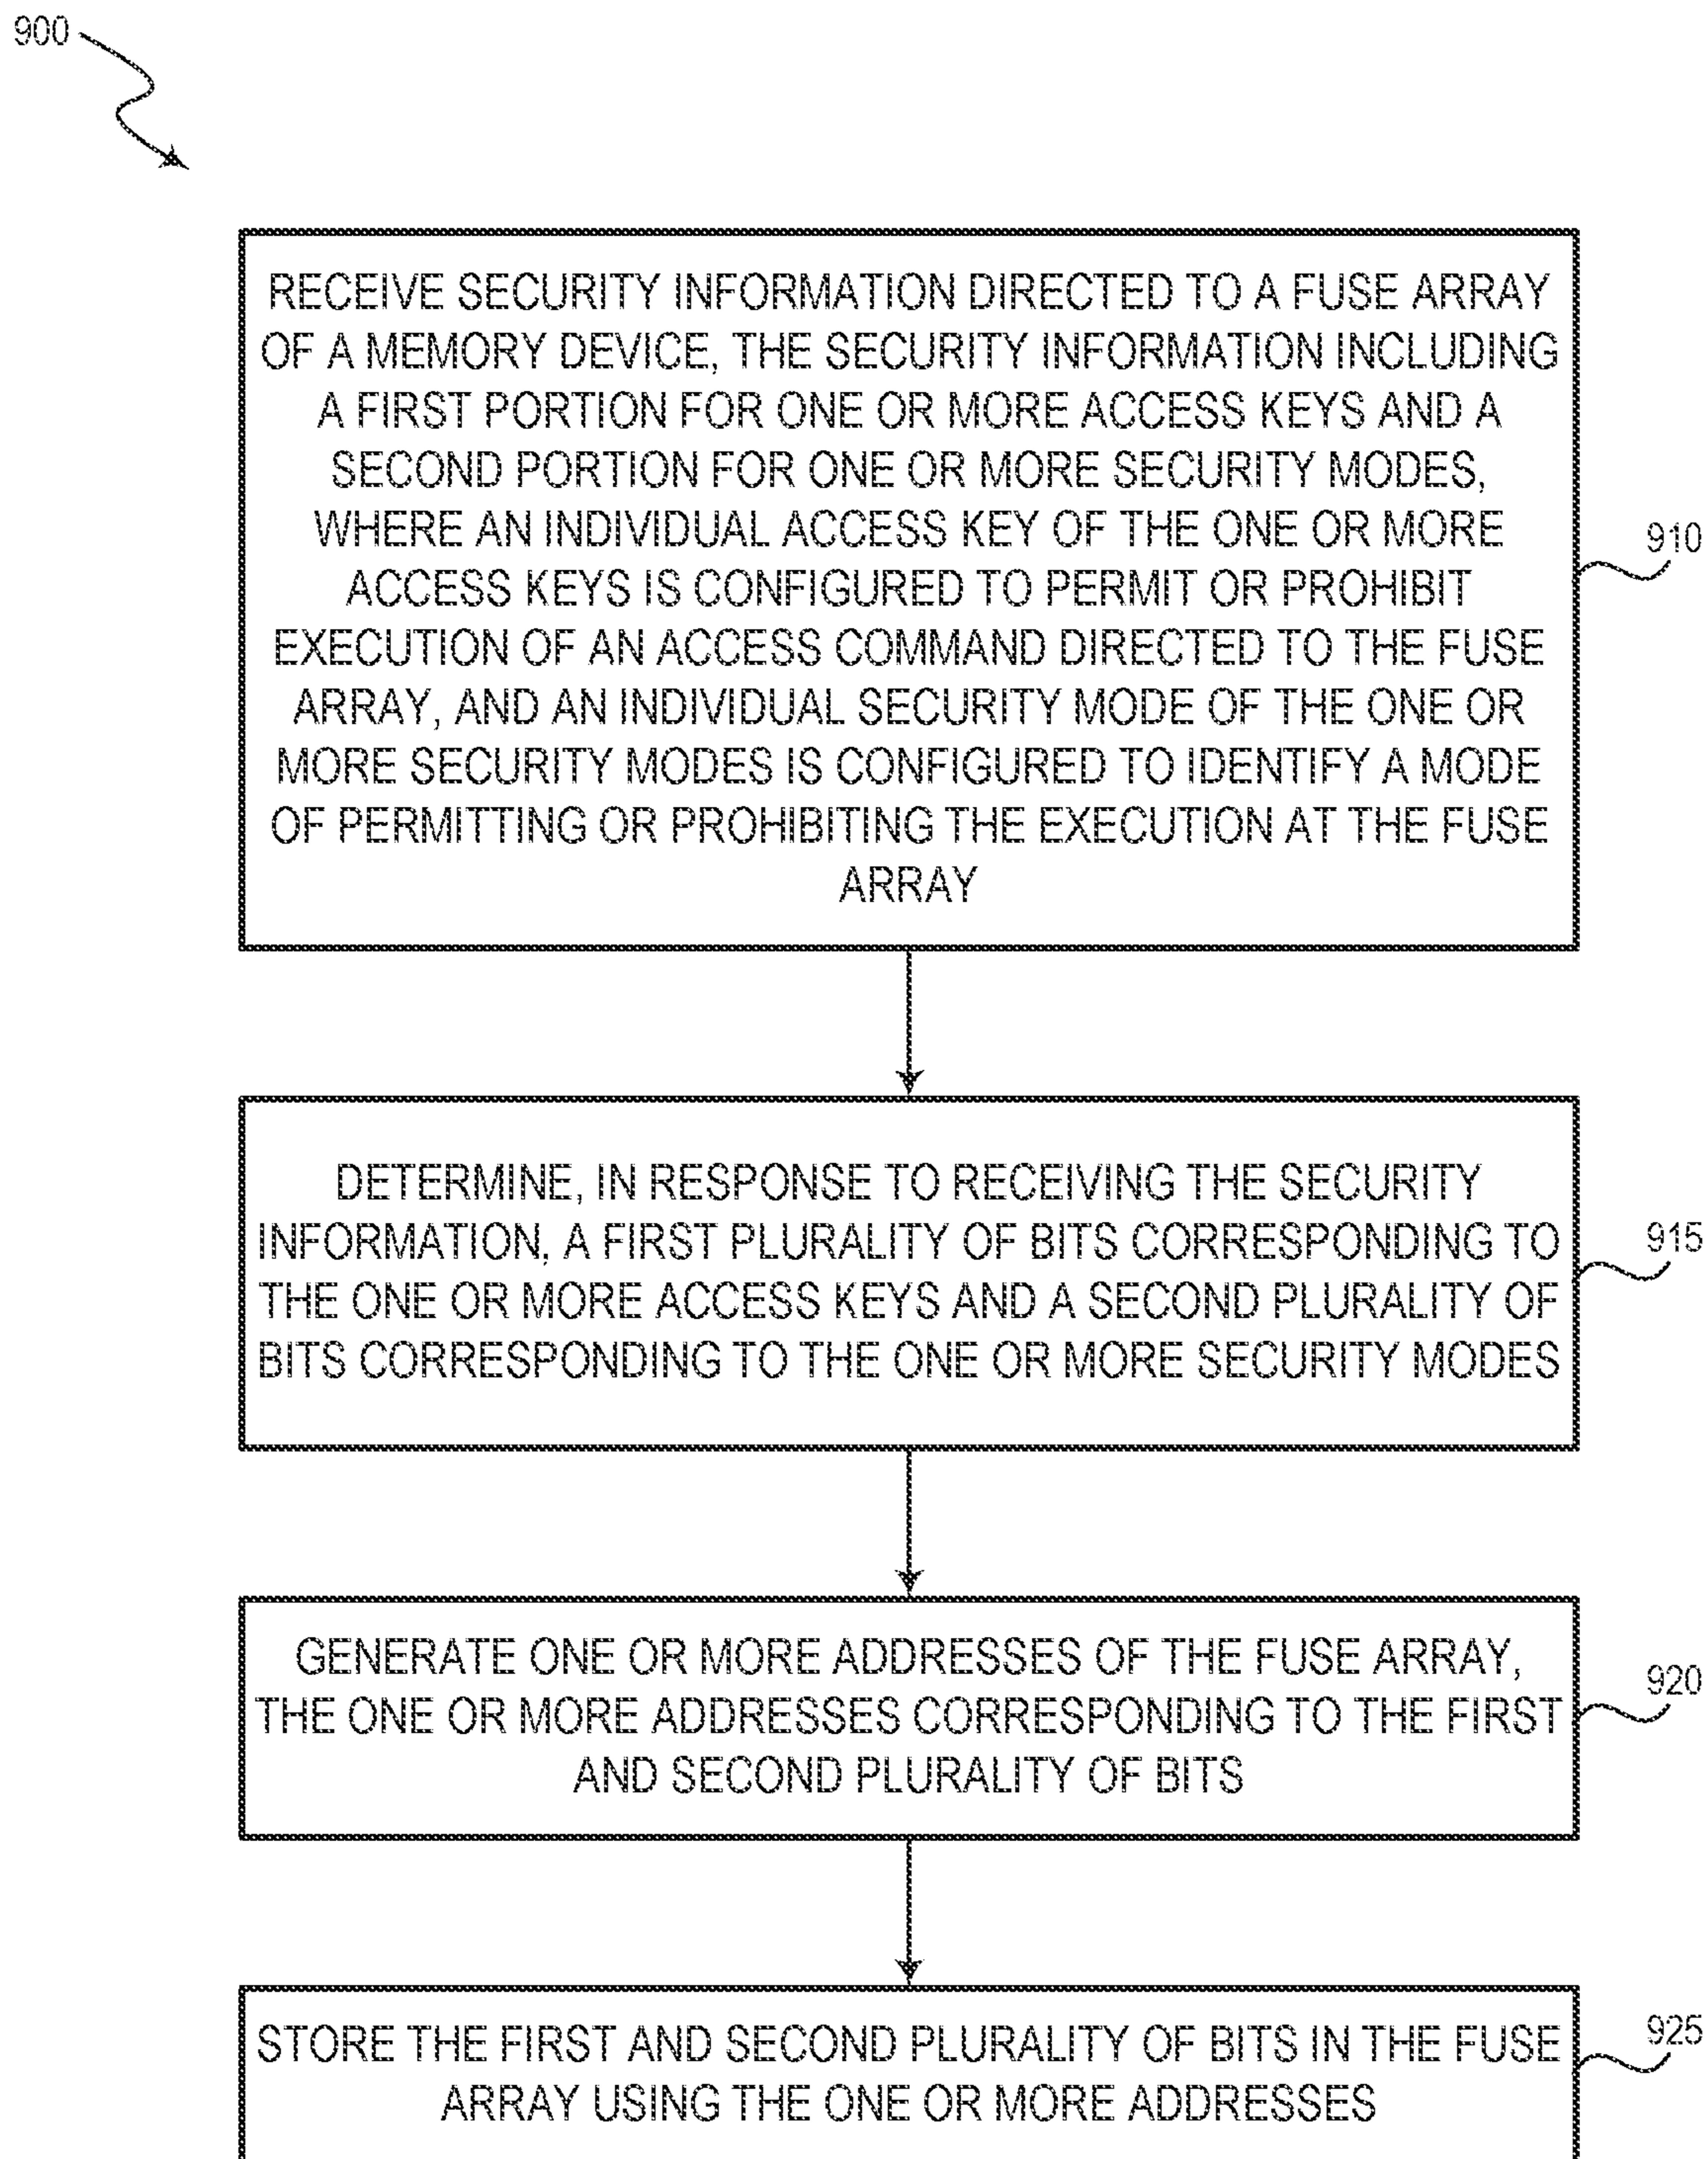 900
RECEIVE SECURITY INFORMATION DIRECTED TO A FUSE ARRAY
OF A MEMORY DEVICE, THE SECURITY INFORMATION INCLUDING
A FIRST PORTION FOR ONE OR MORE ACCESS KEYS AND A
SECOND PORTION FOR ONE OR MORE SECURITY MODES,
WHERE AN INDIVIDUAL ACCESS KEY OF THE ONE OR MORE
ACCESS KEYS IS CONFIGURED TO PERMIT OR PROHIBIT
EXECUTION OF AN ACCESS COMMAND DIRECTED TO THE FUSE
ARRAY, AND AN INDIVIDUAL SECURITY MODE OF THE ONE OR
MORE SECURITY MODES IS CONFIGURED TO IDENTIFY A MODE
OF PERMITTING OR PROHIBITING THE EXECUTION AT THE FUSE
ARRAY
910
DETERMINE, IN RESPONSE TO RECEIVING THE SECURITY
INFORMATION, A FIRST PLURALITY OF BITS CORRESPONDING TO
THE ONE OR MORE ACCESS KEYS AND A SECOND PLURALITY OF
BITS CORRESPONDING TO THE ONE OR MORE SECURITY MODES
915
GENERATE ONE OR MORE ADDRESSES OF THE FUSE ARRAY,
THE ONE OR MORE ADDRESSES CORRESPONDING TO THE FIRST
AND SECOND PLURALITY OF BITS
920
STORE THE FIRST AND SECOND PLURALITY OF BITS IN THE FUSE
ARRAY USING THE ONE OR MORE ADDRESSES
925